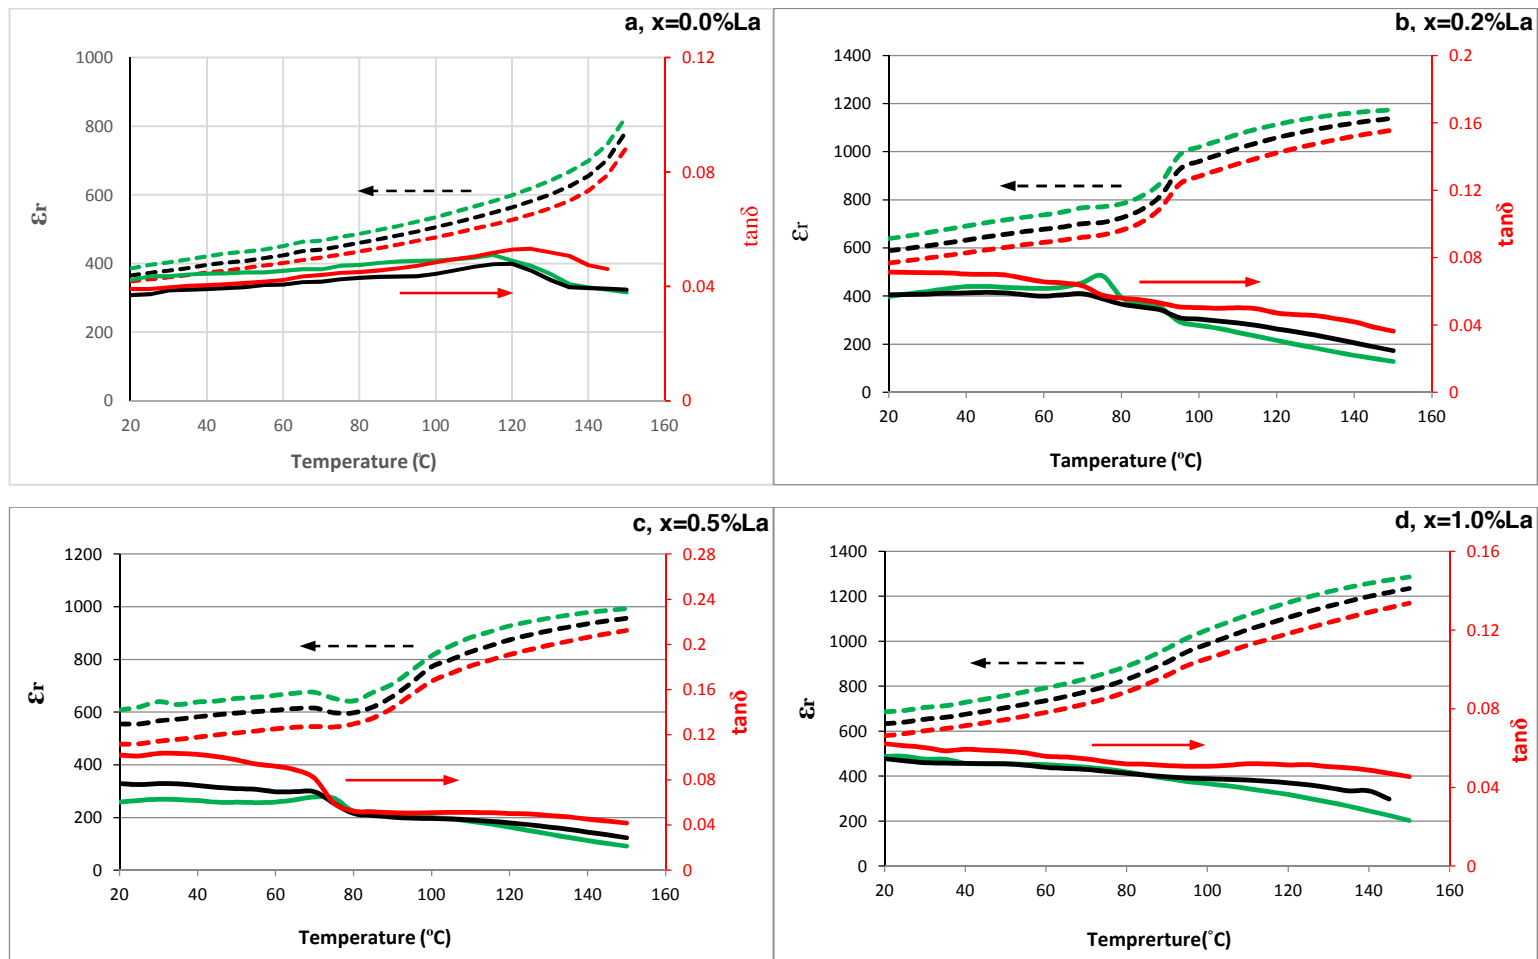 a, x=0.0%La
1000
800
600
400
200
0
εr
0.12
0.08
0.04
0
tanδ
20 40 60 80 100 120 140 160
Temperature (°C)
b, x=0.2%La
1400
1200
1000
800
600
400
200
0
εr
0.2
0.16
0.12
0.08
0.04
0
tanδ
20 40 60 80 100 120 140 160
Tamperature (°C)
c, x=0.5%La
1200
1000
800
600
400
200
0
εr
0.28
0.24
0.2
0.16
0.12
0.08
0.04
0
tanδ
20 40 60 80 100 120 140 160
Temperature (°C)
d, x=1.0%La
1400
1200
1000
800
600
400
200
0
εr
0.16
0.12
0.08
0.04
0
tanδ
20 40 60 80 100 120 140 160
Temprerture(°C)